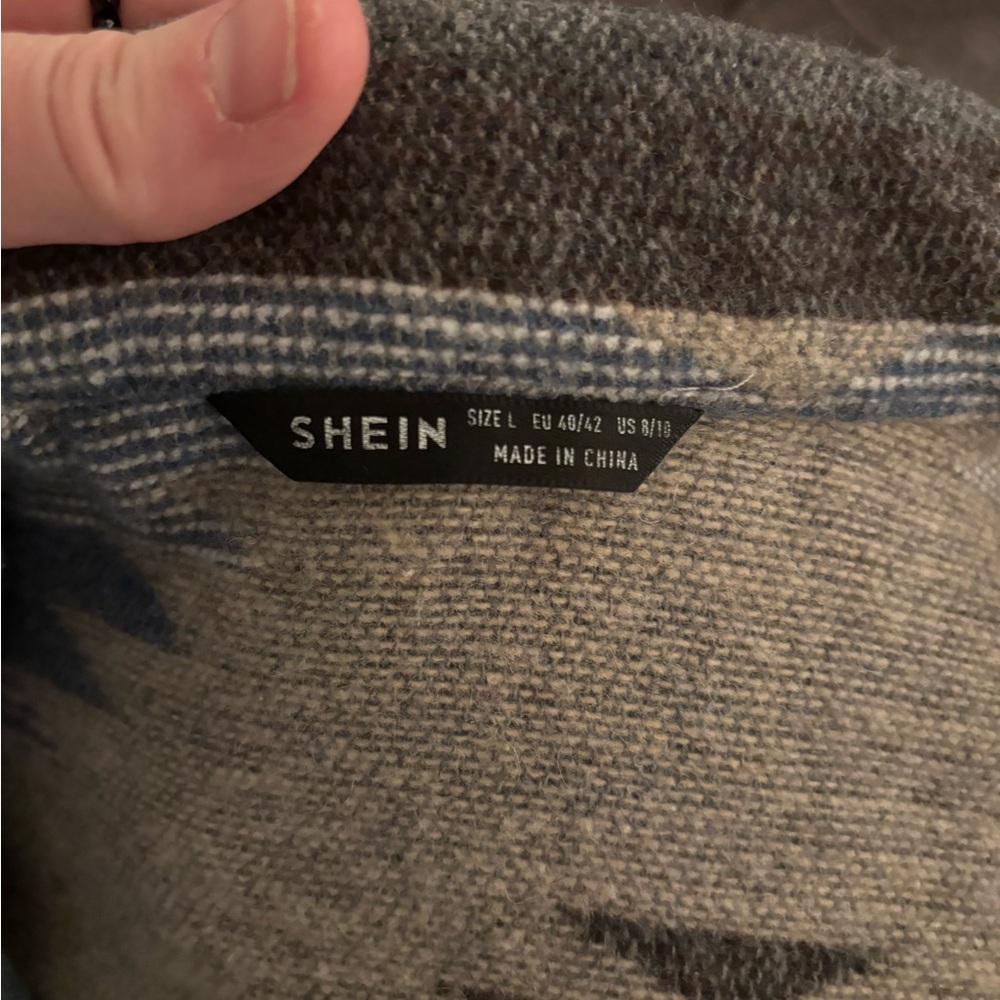 SHEIN SIZE L EU 40/42 US 8/10
MADE IN CHINA